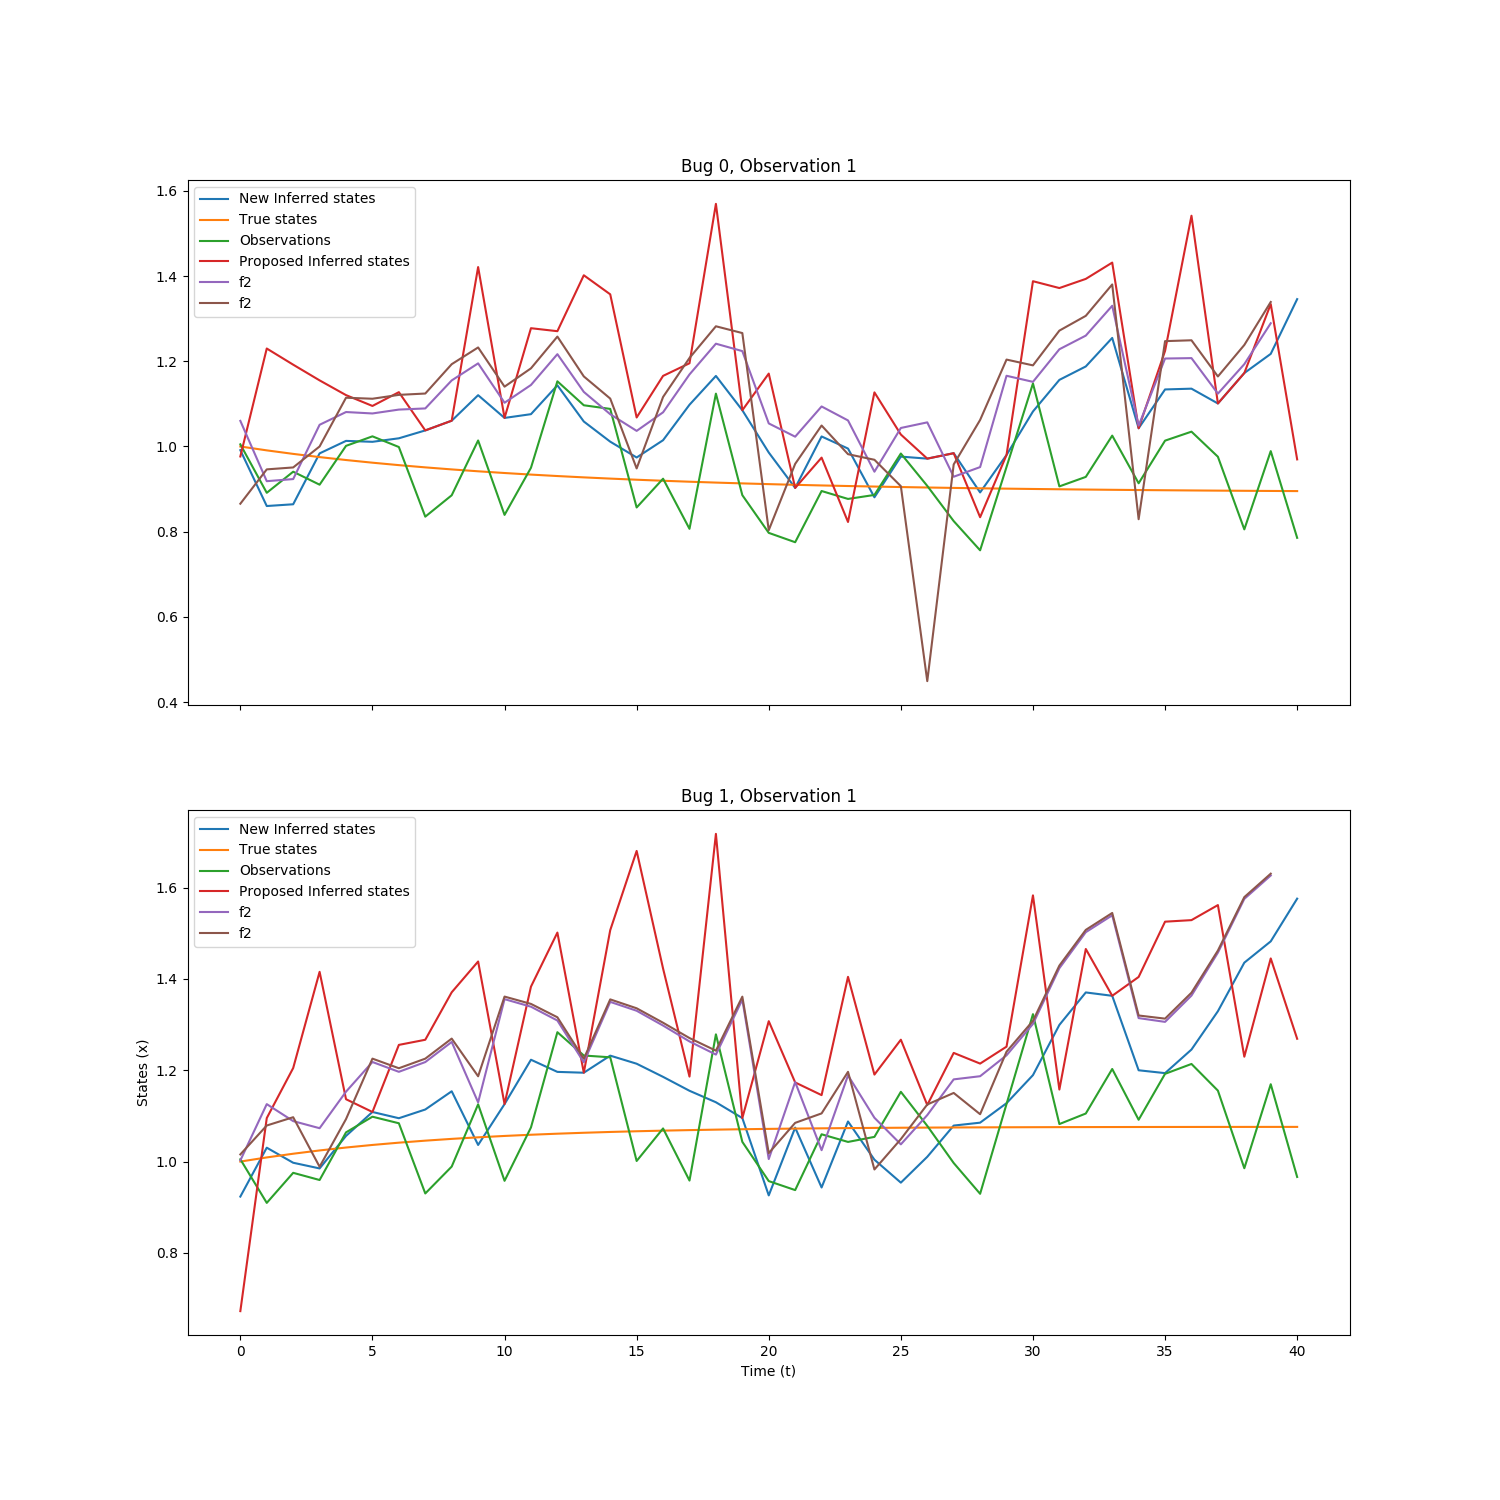 Bug 0, Observation 1
1.6
1.4
1.2
1.0
0.8
0.6
0.4
New Inferred states
True states
Observations
Proposed Inferred states
f2
f2
Bug 1, Observation 1
States (x)
1.6
1.4
1.2
1.0
0.8
New Inferred states
True states
Observations
Proposed Inferred states
f2
f2
0 5 10 15 20 25 30 35 40
Time (t)